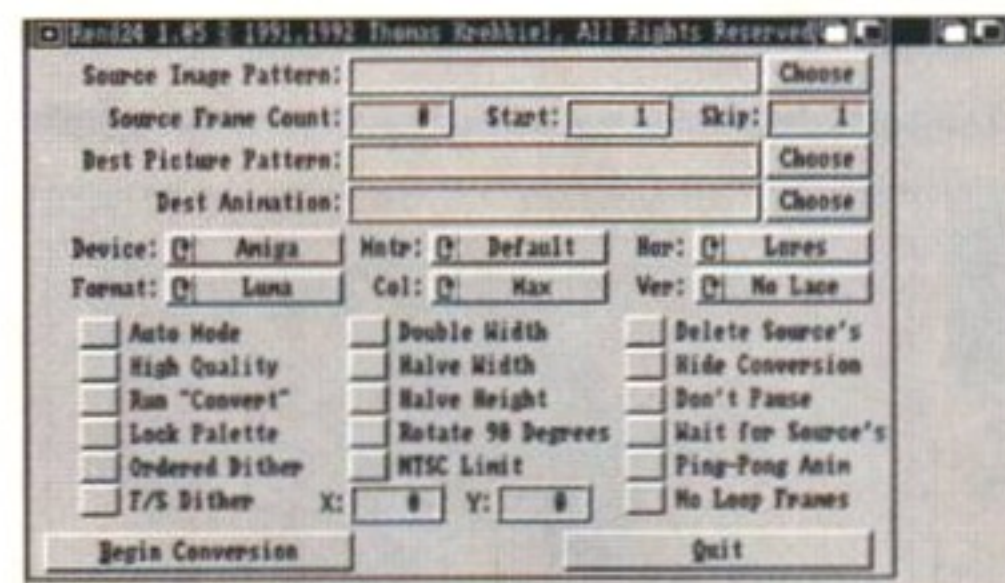 Rend24 1.05 © 1991,1992 Thomas Krehbiel, All Rights Reserved
Source Image Pattern: Choose
Source Frame Count: 0 Start: 1 Skip: 1
Dest Picture Pattern: Choose
Dest Animation: Choose
Device: Amiga Mntr: Default Hor: Lores
Format: Luma Col: Max Ver: No Lace
Auto Mode Double Width Delete Source's
High Quality Halve Width Hide Conversion
Run "Convert" Halve Height Don't Pause
Lock Palette Rotate 90 Degrees Wait for Source's
Ordered Dither NTSC Limit Ping-Pong Anim
F/S Dither X: 0 Y: 0 No Loop Frames
Begin Conversion Quit